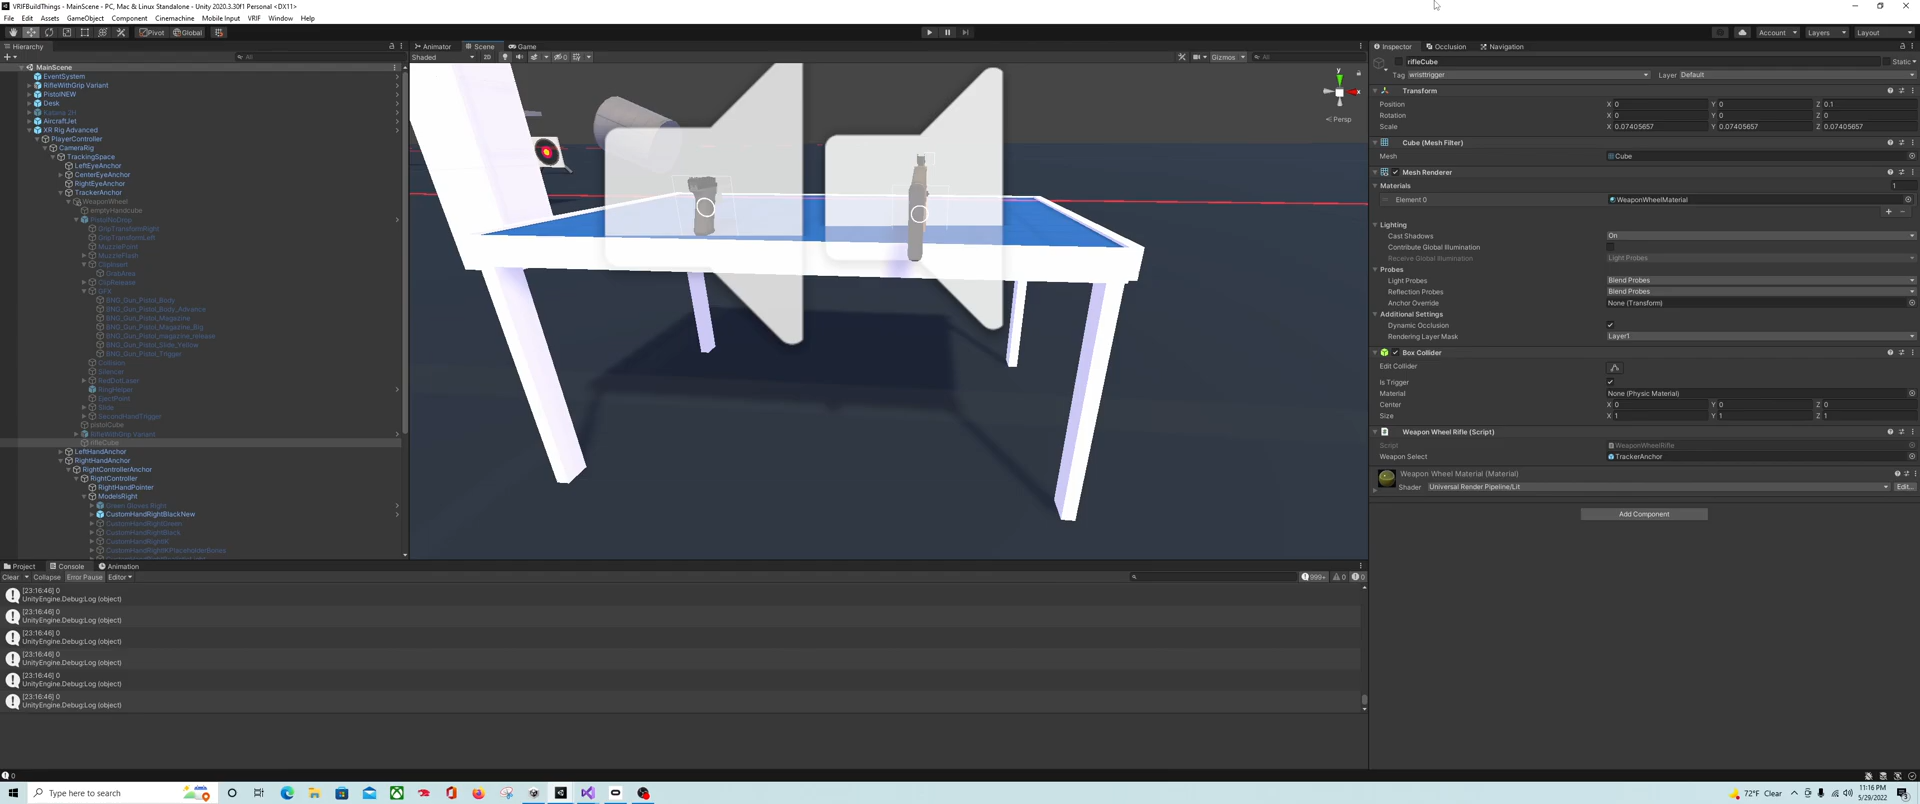 VRIFBuildThings - MainScene - PC, Mac & Linux Standalone - Unity 2020.3.30f1 Personal <DX11>
File Edit Assets GameObject Component Cinemachine Mobile Input VRIF Window Help
Pivot Global Account Layers Layout
Hierarchy
All
MainScene
EventSystem
RifleWithGrip Variant
PistolNEW
Desk
Katana 2H
AircraftJet
XR Rig Advanced
PlayerController
CameraRig
TrackingSpace
LeftEyeAnchor
CenterEyeAnchor
RightEyeAnchor
TrackerAnchor
WeaponWheel
emptyHandcube
PistolNoDrop
GripTransformRight
GripTransformLeft
MuzzlePoint
MuzzleFlash
ClipInsert
GrabArea
ClipRelease
GFX
BNG_Gun_Pistol_Body
BNG_Gun_Pistol_Body_Advance
BNG_Gun_Pistol_Magazine
BNG_Gun_Pistol_Magazine_Big
BNG_Gun_Pistol_magazine_release
BNG_Gun_Pistol_Slide_Yellow
BNG_Gun_Pistol_Trigger
Collision
Silencer
RedDotLaser
RingHelper
EjectPoint
Slide
SecondHandTrigger
pistolCube
RifleWithGrip Variant
rifleCube
LeftHandAnchor
RightHandAnchor
RightControllerAnchor
RightController
RightHandPointer
ModelsRight
Green Gloves Right
CustomHandRightBlackNew
CustomHandRightGreen
CustomHandRightBlack
CustomHandRightIK
CustomHandRightIKPlaceholderBones
Animator Scene Game
Shaded 2D Gizmos All
y
x
Persp
Inspector Occlusion Navigation
rifleCube Static
Tag wristtrigger Layer Default
Transform
Position X 0 Y 0 Z 0.1
Rotation X 0 Y 0 Z 0
Scale X 0.07405657 Y 0.07405657 Z 0.07405657
Cube (Mesh Filter)
Mesh Cube
Mesh Renderer
Materials 1
Element 0 WeaponWheelMaterial
Lighting
Cast Shadows On
Contribute Global Illumination
Receive Global Illumination Light Probes
Probes
Light Probes Blend Probes
Reflection Probes Blend Probes
Anchor Override None (Transform)
Additional Settings
Dynamic Occlusion
Rendering Layer Mask Layer1
Box Collider
Edit Collider
Is Trigger
Material None (Physic Material)
Center X 0 Y 0 Z 0
Size X 1 Y 1 Z 1
Weapon Wheel Rifle (Script)
Script WeaponWheelRifle
Weapon Select TrackerAnchor
Weapon Wheel Material (Material)
Shader Universal Render Pipeline/Lit Edit...
Add Component
Project Console Animation
Clear Collapse Error Pause Editor 999+ 0 0
[23:16:46] 0
UnityEngine.Debug:Log (object)
[23:16:46] 0
UnityEngine.Debug:Log (object)
[23:16:46] 0
UnityEngine.Debug:Log (object)
[23:16:46] 0
UnityEngine.Debug:Log (object)
[23:16:46] 0
UnityEngine.Debug:Log (object)
[23:16:46] 0
UnityEngine.Debug:Log (object)
0
Type here to search
72°F Clear
11:16 PM
5/29/2022
3